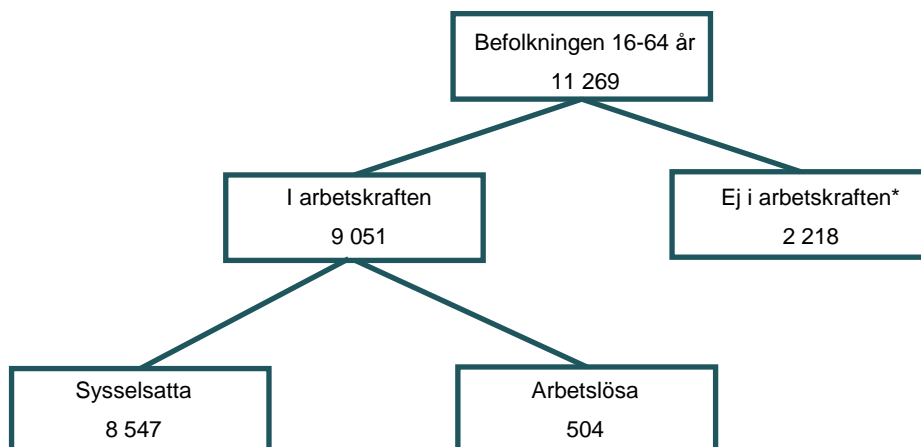 Befolkningen 16-64 år
11 269
I arbetskraften
9 051
Ej i arbetskraften*
2 218
Sysselsatta
8 547
Arbetslösa
504